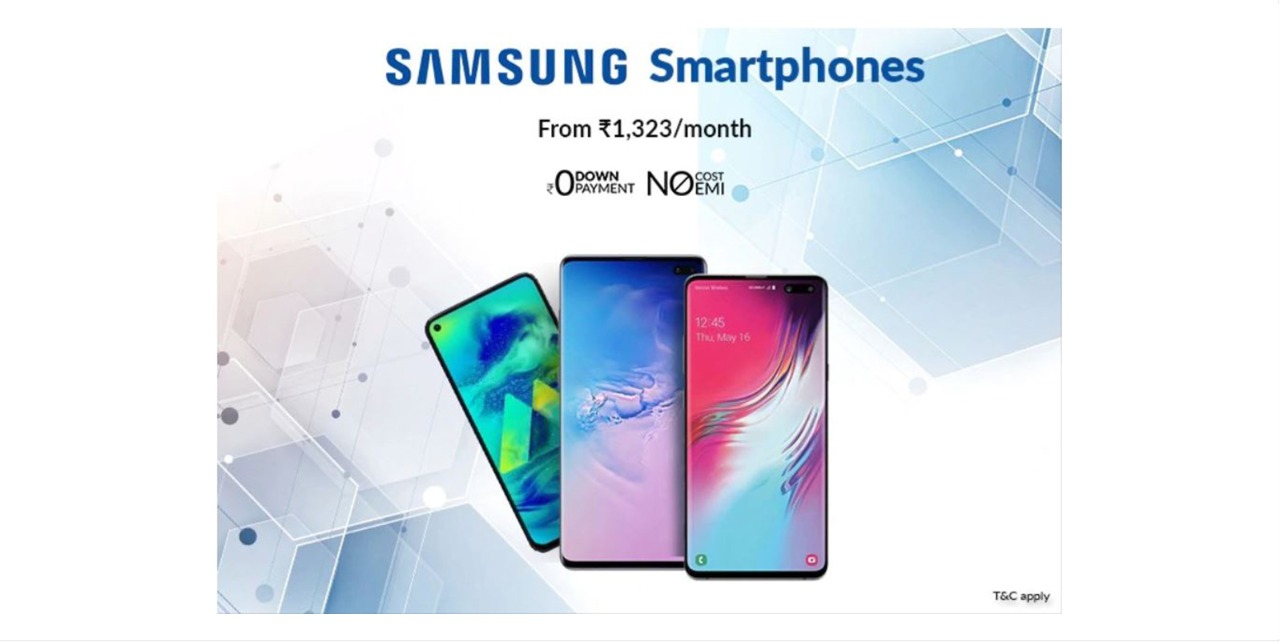 SAMSUNG Smartphones
From ₹1,323/month
₹0 DOWN PAYMENT NO COST EMI
12:45
Thu, May 16
T&C apply